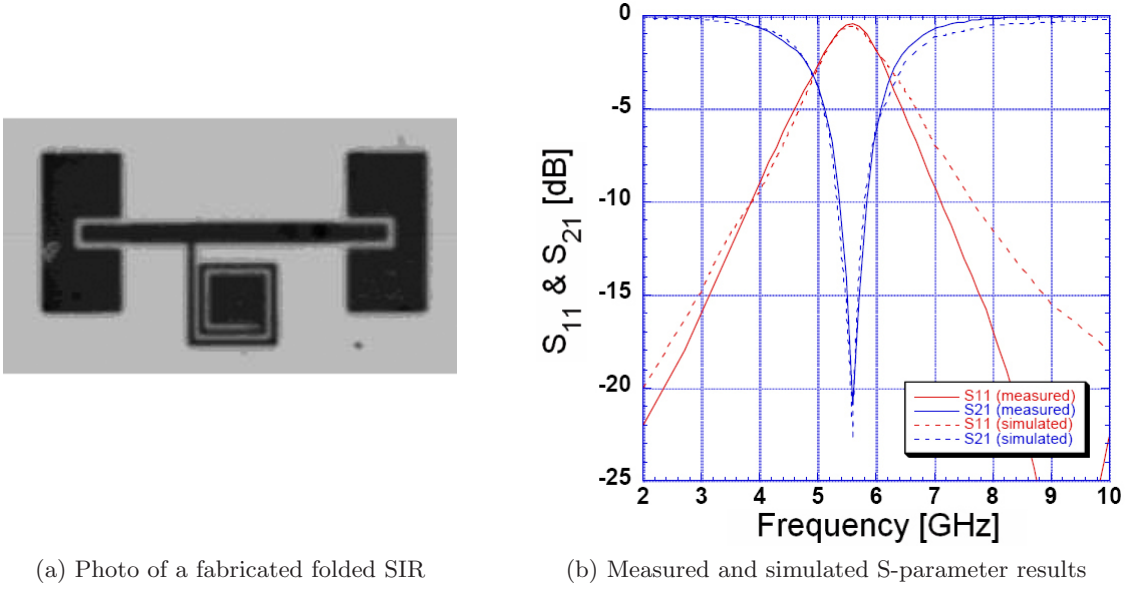 0
-5
-10
-15
-20
-25
S11 & S21 [dB]
S11 (measured)
S21 (measured)
S11 (simulated)
S21 (simulated)
2 3 4 5 6 7 8 9 10
Frequency [GHz]
(a) Photo of a fabricated folded SIR
(b) Measured and simulated S-parameter results